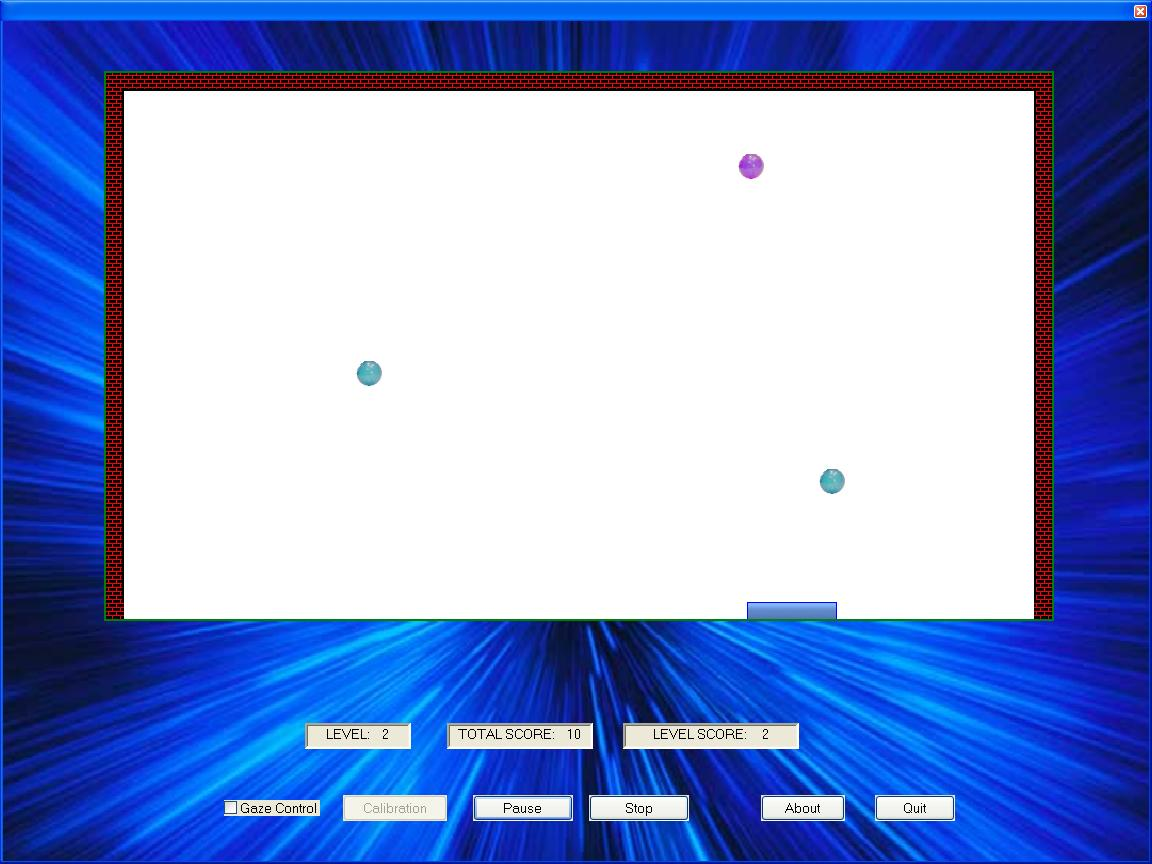 LEVEL: 2
TOTAL SCORE: 10
LEVEL SCORE: 2
Gaze Control
Calibration
Pause
Stop
About
Quit